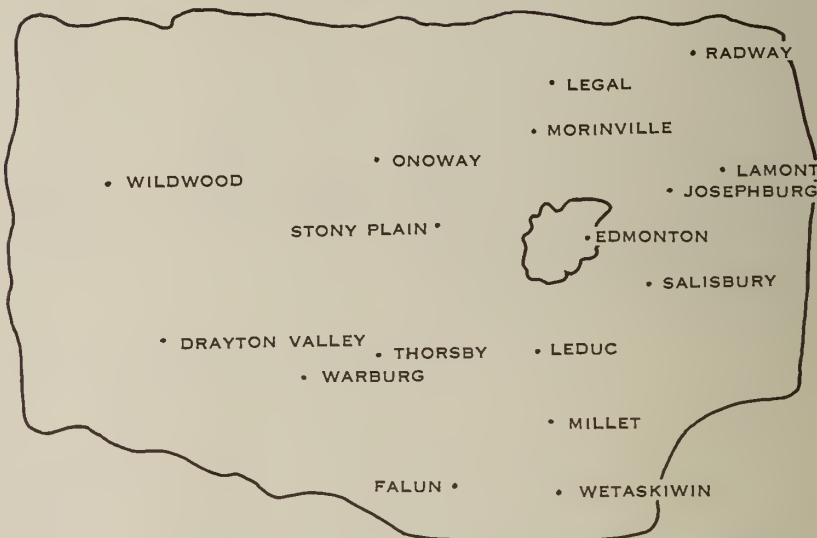 RADWAY
LEGAL
MORINVILLE
ONOWAY
LAMONT
WILDWOOD
JOSEPHBURG
STONY PLAIN
EDMONTON
SALISBURY
DRAYTON VALLEY
THORSBY
LEDUC
WARBURG
MILLET
FALUN
WETASKIWIN